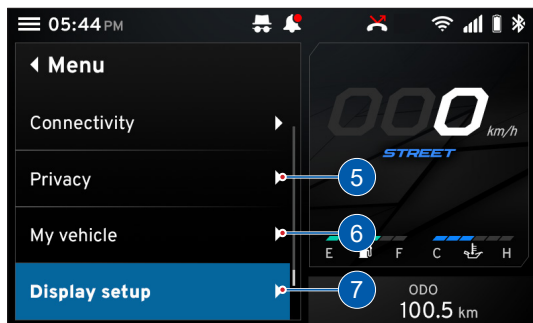 05:44 PM
Menu
Connectivity
Privacy
My vehicle
Display setup
5
6
7
000 km/h
STREET
E F C H
ODO
100.5 km